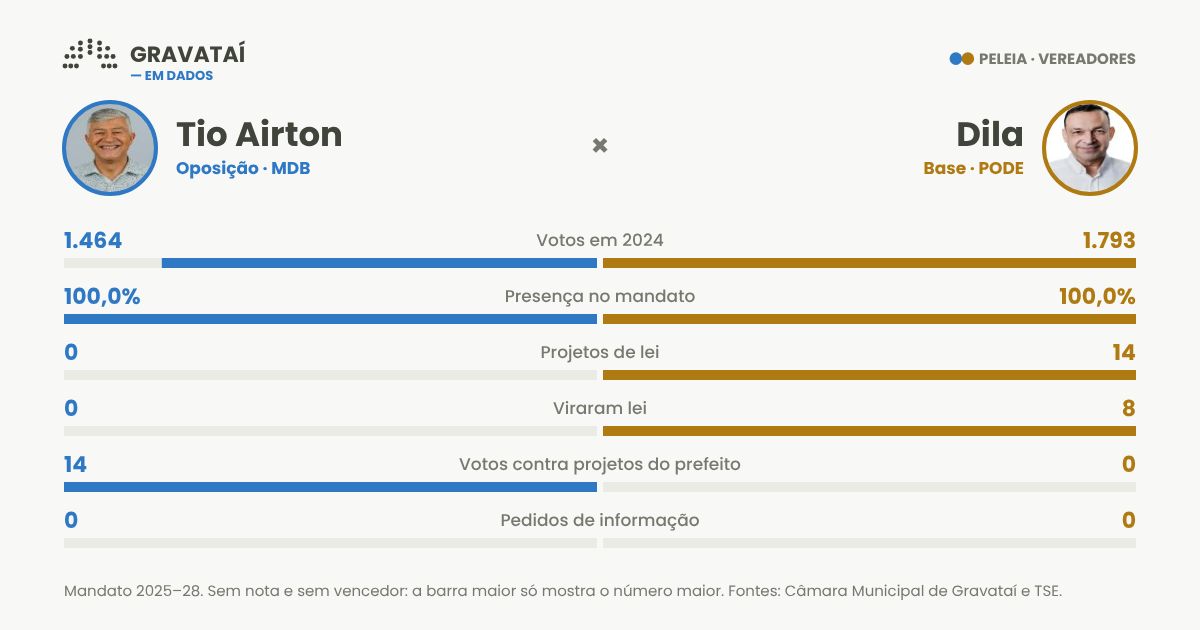 GRAVATAÍ
— EM DADOS
PELEIA · VEREADORES
Tio Airton
Oposição · MDB
×
Dila
Base · PODE
1.464 Votos em 2024 1.793
100,0% Presença no mandato 100,0%
0 Projetos de lei 14
0 Viraram lei 8
14 Votos contra projetos do prefeito 0
0 Pedidos de informação 0
Mandato 2025–28. Sem nota e sem vencedor: a barra maior só mostra o número maior. Fontes: Câmara Municipal de Gravataí e TSE.